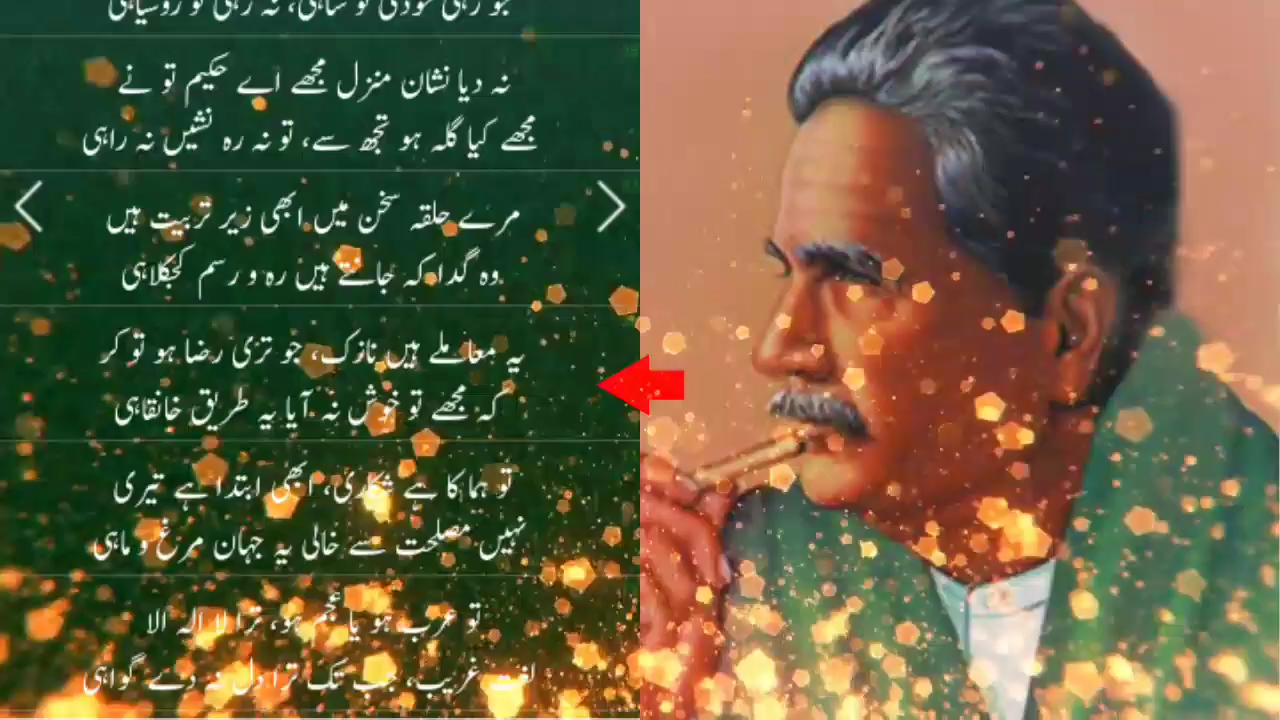 جو رہی خودی تو شاہی، نہ رہی تو روسیاہی
نہ دیا نشان منزل مجھے اے حکیم تو نے
مجھے کیا گلہ ہو تجھ سے، تو نہ رہ نشیں نہ راہی
مرے حلقہ سخن میں ابھی زیر تربیت ہیں
وہ گدا کہ جانتے ہیں رہ و رسم کجکلاہی
یہ معاملے ہیں نازک، جو تری رضا ہو تو کر
کہ مجھے تو خوش نہ آیا یہ طریق خانقاہی
تو ہما کا ہے شکاری، ابھی ابتدا ہے تیری
نہیں مصلحت سے خالی یہ جہان مرغ و ماہی
تو عرب ہو یا عجم ہو، ترا لا الہ الا
لغت غریب، جب تک ترا دل نہ دے گواہی